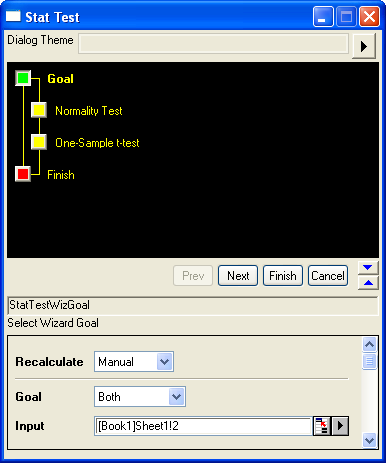 Stat Test
Dialog Theme
Goal
Normality Test
One-Sample t-test
Finish
Prev Next Finish Cancel
StatTestWizGoal
Select Wizard Goal
Recalculate Manual
Goal Both
Input [Book1]Sheet1!2